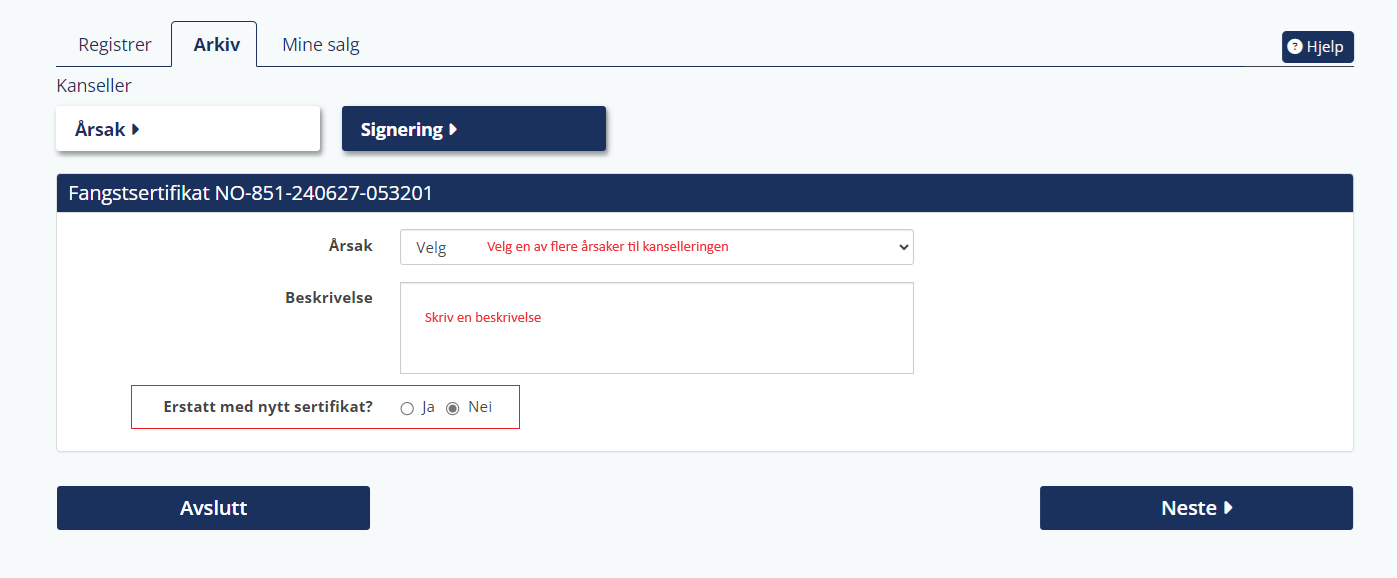 Registrer Arkiv Mine salg
? Hjelp
Kanseller
Årsak Signering
Fangstsertifikat NO-851-240627-053201
Årsak Velg Velg en av flere årsaker til kanselleringen
Beskrivelse
Skriv en beskrivelse
Erstatt med nytt sertifikat? Ja Nei
Avslutt Neste